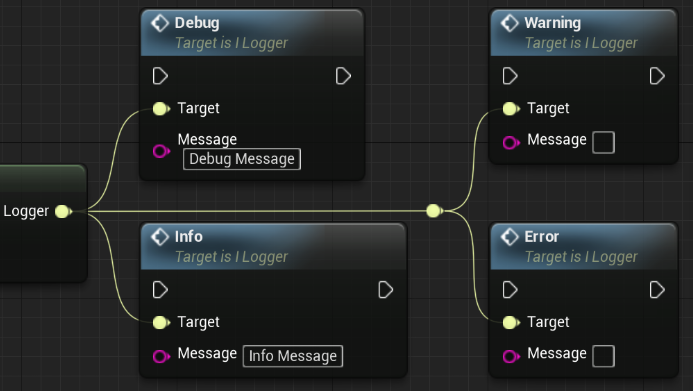 Debug
Target is I Logger
Target
Message
Debug Message
Warning
Target is I Logger
Target
Message
Logger
Info
Target is I Logger
Target
Message Info Message
Error
Target is I Logger
Target
Message